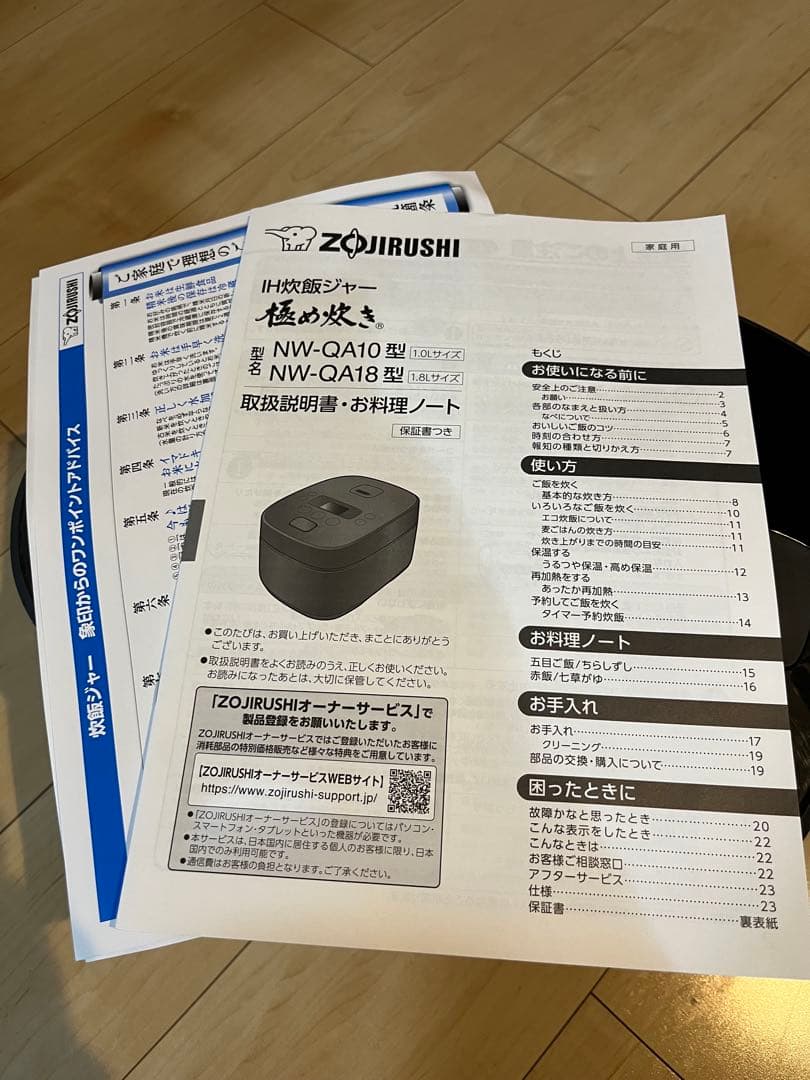 ZOJIRUSHI
家庭用
IH炊飯ジャー
極め炊き®
型名 NW-QA10型 1.0Lサイズ
NW-QA18型 1.8Lサイズ
取扱説明書・お料理ノート
保証書つき
●このたびは、お買い上げいただき、まことにありがとう
ございます。
●取扱説明書をよくお読みのうえ、正しくお使いください。
お読みになったあとは、大切に保管してください。
「ZOJIRUSHIオーナーサービス」で
製品登録をお願いいたします。
ZOJIRUSHIオーナーサービスではご登録いただいたお客様に
消耗部品の特別価格販売など様々な特典をご用意しています。
【ZOJIRUSHIオーナーサービスWEBサイト】
https://www.zojirushi-support.jp/
●「ZOJIRUSHIオーナーサービス」の登録についてはパソコン・
スマートフォン・タブレットといった機器が必要です。
●本サービスは、日本国内に居住する個人のお客様に限り、日本
国内でのみ利用可能です。
●通信費はお客様の負担となります。ご了承ください。
もくじ
お使いになる前に
安全上のご注意……2
お願い……3
各部のなまえと扱い方……4
なべについて……5
おいしいご飯のコツ……6
時刻の合わせ方……7
報知の種類と切りかえ方……7
使い方
ご飯を炊く
基本的な炊き方……8
いろいろなご飯を炊く……10
エコ炊飯について……11
麦ごはんの炊き方……11
炊き上がりまでの時間の目安……11
保温する
うるつや保温・高め保温……12
再加熱をする
あったか再加熱……13
予約してご飯を炊く
タイマー予約炊飯……14
お料理ノート
五目ご飯/ちらしずし……15
赤飯/七草がゆ……16
お手入れ
お手入れ……17
クリーニング……19
部品の交換・購入について……19
困ったときに
故障かなと思ったとき……20
こんな表示をしたとき……22
こんなときは……22
お客様ご相談窓口……22
アフターサービス……23
仕様……23
保証書……裏表紙
ZOJIRUSHI
炊飯ジャー 象印からのワンポイントアドバイス
ご家庭で理想の
第一条
第二条
お米は手早く洗
第三条
正しく水加
第四条
第五条
第六条